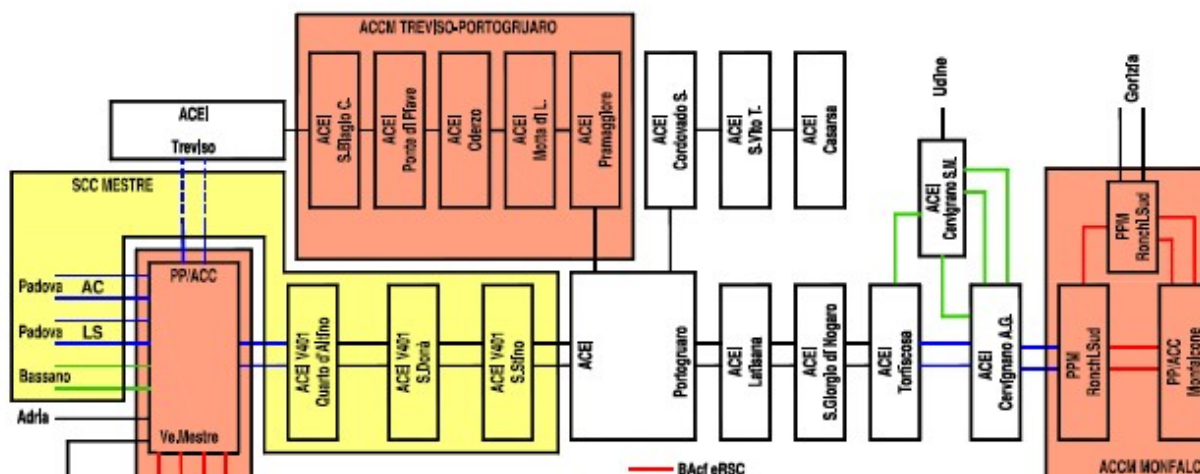 ACCM TREVISO-PORTOGRUARO
ACEI
S.Biagio C.
ACEI
Ponte di Piave
ACEI
Oderzo
ACEI
Motta di L.
ACEI
Pramaggiore
ACEI
Cordovado S.
ACEI
S.Vito T.
ACEI
Casarsa
Udine
Gorizia
ACEI
Treviso
SCC MESTRE
ACEI
Cervignano S.M.
PPM
Ronchi.Sud
PP/ACC
Ve.Mestre
Padova AC
Padova LS
Bassano
Adria
ACEI V401
Quarto d'Altino
ACEI V401
S.Donà
ACEI V401
S.Stino
ACEI
Portogruaro
ACEI
Latisana
ACEI
S.Giorgio di Nogaro
ACEI
Torviscosa
ACEI
Cervignano A.G.
PPM
Ronchi.Sud
PP/ACC
Monfalcone
BAcf eRSC
ACCM MONFALC